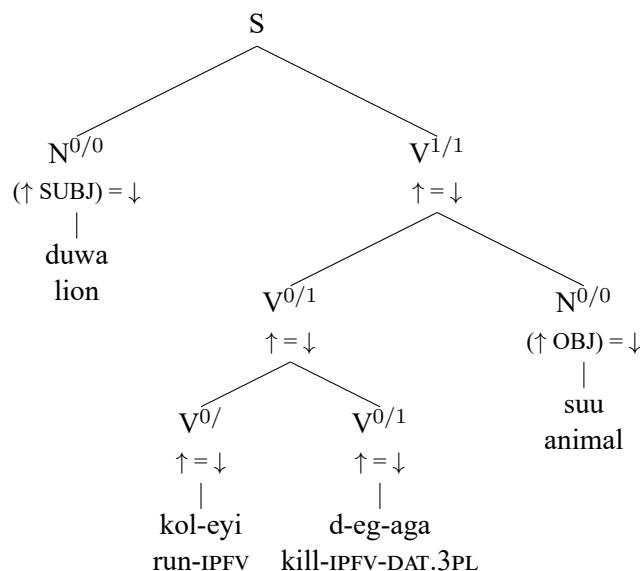 S
N^{0/0} V^{1/1}
(↑ SUBJ) = ↓ ↑ = ↓
duwa
lion
V^{0/1} N^{0/0}
↑ = ↓ (↑ OBJ) = ↓
suu
animal
V^{0/} V^{0/1}
↑ = ↓ ↑ = ↓
kol-eyi d-eg-aga
run-IPFV kill-IPFV-DAT.3PL